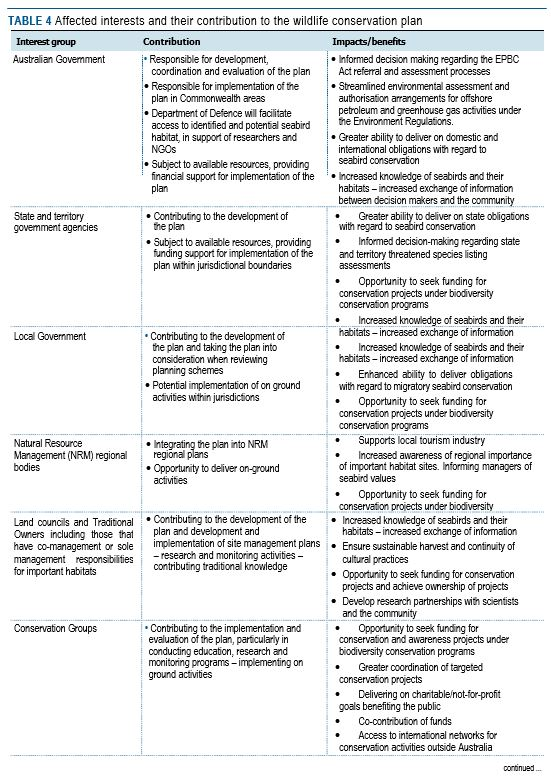 TABLE 4 Affected interests and their contribution to the wildlife conservation plan
Interest group
Contribution
Impacts/benefits
Australian Government
• Responsible for development,
coordination and evaluation of the plan
• Responsible for implementation of the
plan in Commonwealth areas
• Department of Defence will facilitate
access to identified and potential seabird
habitat, in support of researchers and
NGOs
• Subject to available resources, providing
financial support for implementation of the
plan
• Informed decision making regarding the EPBC
Act referral and assessment processes
• Streamlined environmental assessment and
authorisation arrangements for offshore
petroleum and greenhouse gas activities under
the Environment Regulations.
• Greater ability to deliver on domestic and
international obligations with regard to
seabird conservation
• Increased knowledge of seabirds and their
habitats – increased exchange of information
between decision makers and the community
State and territory
government agencies
• Contributing to the development of
the plan
• Subject to available resources, providing
funding support for implementation of the
plan within jurisdictional boundaries
• Greater ability to deliver on state obligations
with regard to seabird conservation
• Informed decision-making regarding state
and territory threatened species listing
assessments
• Opportunity to seek funding for
conservation projects under biodiversity
conservation programs
• Increased knowledge of seabirds and their
habitats – increased exchange of information
Local Government
• Contributing to the development of
the plan and taking the plan into
consideration when reviewing
planning schemes
• Potential implementation of on ground
activities within jurisdictions
• Increased knowledge of seabirds and their
habitats – increased exchange of information
• Enhanced ability to deliver obligations
with regard to migratory seabird conservation
• Opportunity to seek funding for
conservation projects under biodiversity
conservation programs
Natural Resource
Management (NRM) regional
bodies
• Integrating the plan into NRM
regional plans
• Opportunity to deliver on-ground
activities
• Supports local tourism industry
• Increased awareness of regional importance
of important habitat sites. Informing managers of
seabird values
• Opportunity to seek funding for
conservation projects under biodiversity
Land councils and Traditional
Owners including those that
have co-management or sole
management responsibilities
for important habitats
• Contributing to the development of the
plan and development and
implementation of site management plans
– research and monitoring activities –
contributing traditional knowledge
• Increased knowledge of seabirds and their
habitats – increased exchange of information
• Ensure sustainable harvest and continuity of
cultural practices
• Opportunity to seek funding for conservation
projects and achieve ownership of projects
• Develop research partnerships with scientists
and the community
Conservation Groups
• Contributing to the implementation and
evaluation of the plan, particularly in
conducting education, research and
monitoring programs – implementing on
ground activities
• Opportunity to seek funding for
conservation and awareness projects under
biodiversity conservation programs
• Greater coordination of targeted
conservation projects
• Delivering on charitable/not-for-profit
goals benefiting the public
• Co-contribution of funds
• Access to international networks for
conservation activities outside Australia
continued ...